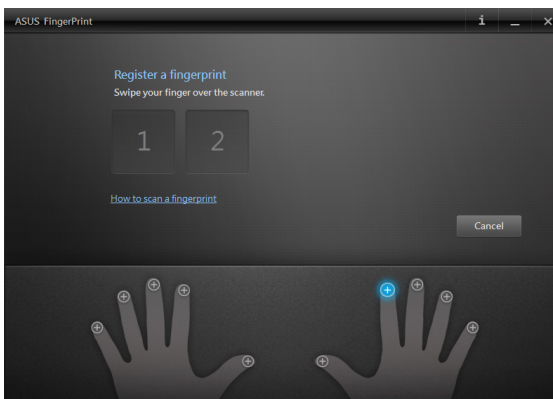 ASUS FingerPrint
Register a fingerprint
Swipe your finger over the scanner.
1 2
How to scan a fingerprint
Cancel